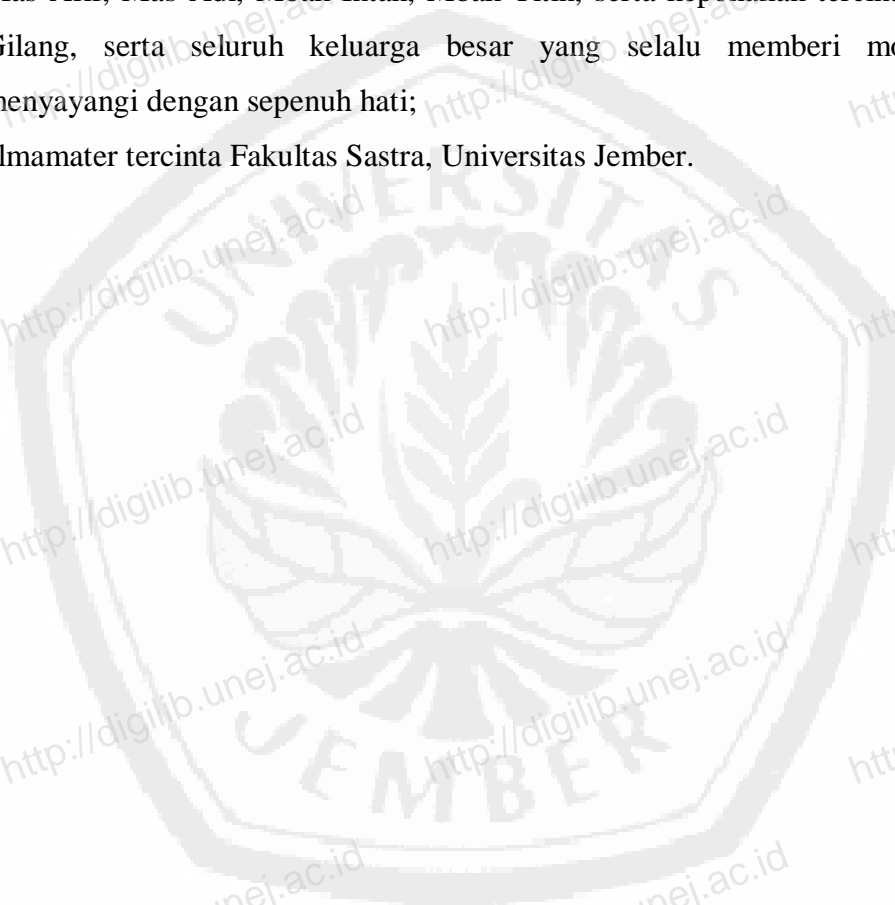 Gilang, serta seluruh keluarga besar yang selalu memberi mo
menyayangi dengan sepenuh hati;
lmamater tercinta Fakultas Sastra, Universitas Jember.
UNIVERSITAS
http://digilib.unej.ac.id http://digilib.unej.ac.id
http://digilib.unej.ac.id http://digilib.unej.ac.id
http://digilib.unej.ac.id http://digilib.unej.ac.id
JEMBER